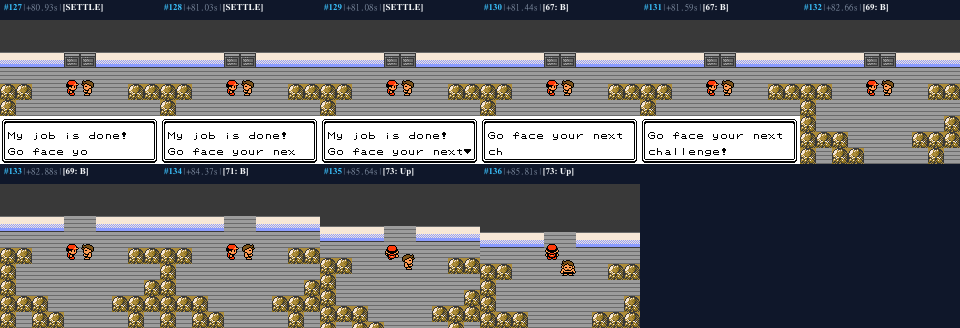 #127|+80.93s|[SETTLE]
#128|+81.03s|[SETTLE]
#129|+81.08s|[SETTLE]
#130|+81.44s|[67: B]
#131|+81.59s|[67: B]
#132|+82.66s|[69: B]
My job is done!
Go face yo
My job is done!
Go face your nex
My job is done!
Go face your next
Go face your next
ch
Go face your next
challenge!
#133|+82.88s|[69: B]
#134|+84.37s|[71: B]
#135|+85.64s|[73: Up]
#136|+85.81s|[73: Up]